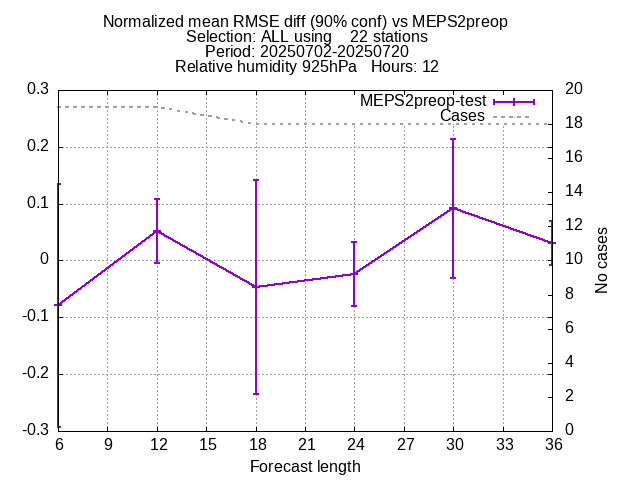 Normalized mean RMSE diff (90% conf) vs MEPS2preop
Selection: ALL using    22 stations
Period: 20250702-20250720
Relative humidity 925hPa   Hours: 12
MEPS2preop-test
Cases
0.3
0.2
0.1
0
-0.1
-0.2
-0.3
20
18
16
14
12
10
8
6
4
2
0
No cases
6 9 12 15 18 21 24 27 30 33 36
Forecast length